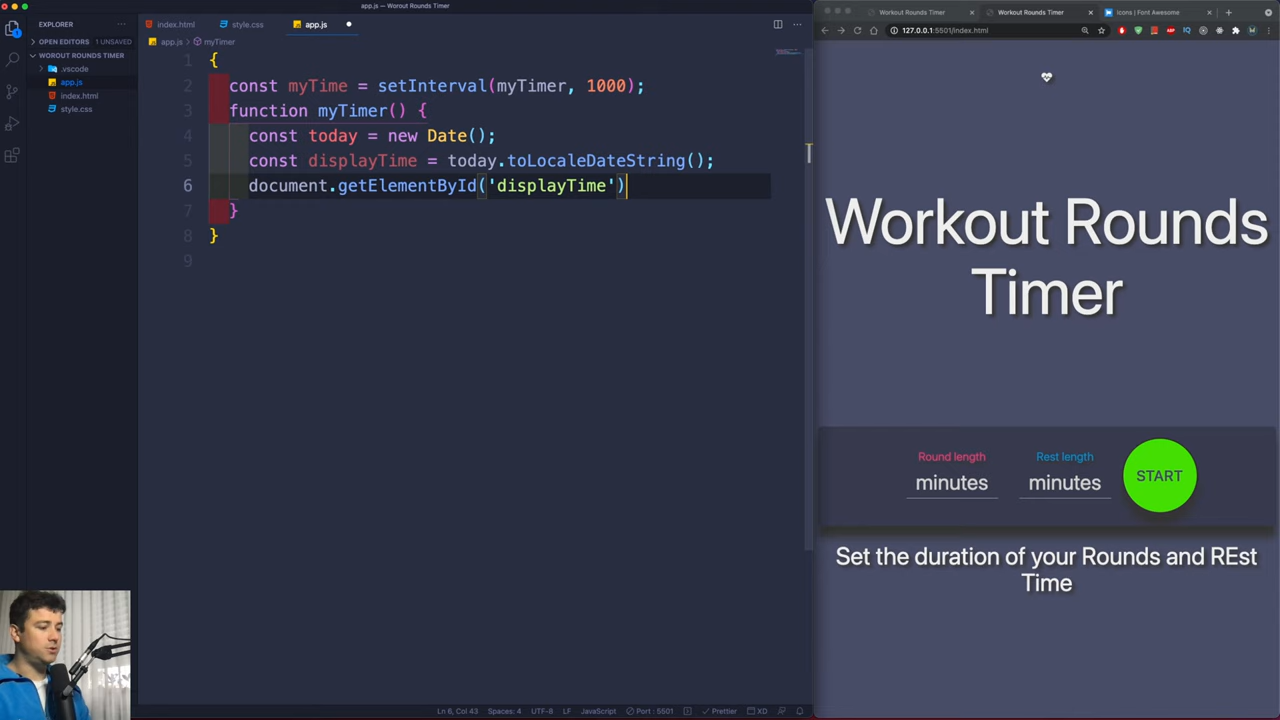 app.js — Worout Rounds Timer
EXPLORER
OPEN EDITORS 1 UNSAVED
WOROUT ROUNDS TIMER
.vscode
app.js
index.html
style.css
index.html
style.css
app.js
app.js > myTimer
1 {
2 const myTime = setInterval(myTimer, 1000);
3 function myTimer() {
4 const today = new Date();
5 const displayTime = today.toLocaleDateString();
6 document.getElementById('displayTime')
7 }
8 }
9
Ln 6, Col 43 Spaces: 4 UTF-8 LF JavaScript Port : 5501 Prettier XD
Workout Rounds Timer
Workout Rounds Timer
Icons | Font Awesome
127.0.0.1:5501/index.html
Workout Rounds
Timer
Round length
minutes
Rest length
minutes
START
Set the duration of your Rounds and REst
Time